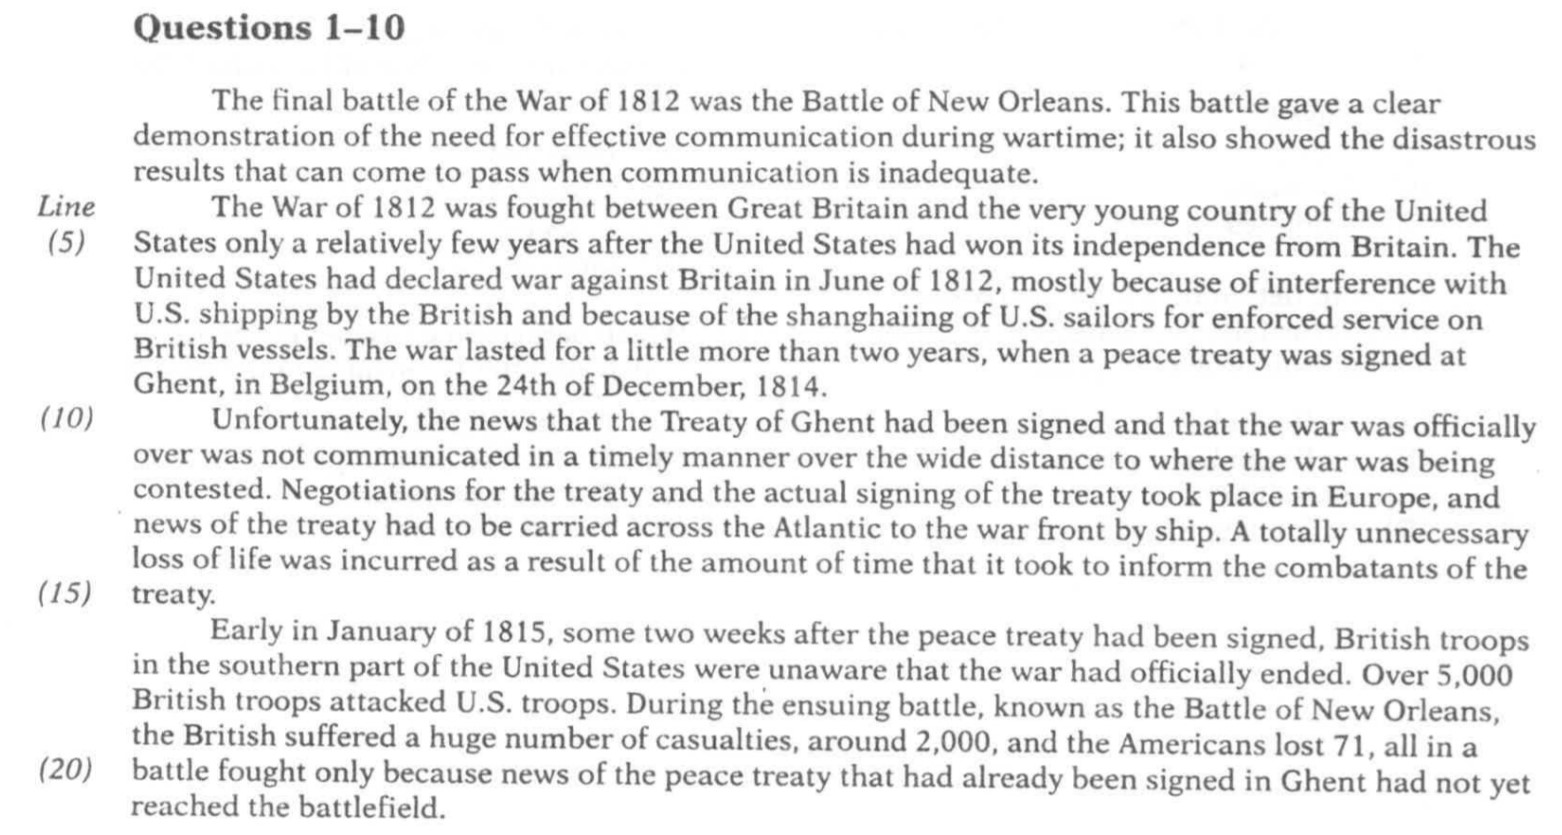 Questions 1–10
The final battle of the War of 1812 was the Battle of New Orleans. This battle gave a clear
demonstration of the need for effective communication during wartime; it also showed the disastrous
results that can come to pass when communication is inadequate.
Line The War of 1812 was fought between Great Britain and the very young country of the United
(5) States only a relatively few years after the United States had won its independence from Britain. The
United States had declared war against Britain in June of 1812, mostly because of interference with
U.S. shipping by the British and because of the shanghaiing of U.S. sailors for enforced service on
British vessels. The war lasted for a little more than two years, when a peace treaty was signed at
Ghent, in Belgium, on the 24th of December, 1814.
(10) Unfortunately, the news that the Treaty of Ghent had been signed and that the war was officially
over was not communicated in a timely manner over the wide distance to where the war was being
contested. Negotiations for the treaty and the actual signing of the treaty took place in Europe, and
news of the treaty had to be carried across the Atlantic to the war front by ship. A totally unnecessary
loss of life was incurred as a result of the amount of time that it took to inform the combatants of the
(15) treaty.
Early in January of 1815, some two weeks after the peace treaty had been signed, British troops
in the southern part of the United States were unaware that the war had officially ended. Over 5,000
British troops attacked U.S. troops. During the ensuing battle, known as the Battle of New Orleans,
the British suffered a huge number of casualties, around 2,000, and the Americans lost 71, all in a
(20) battle fought only because news of the peace treaty that had already been signed in Ghent had not yet
reached the battlefield.